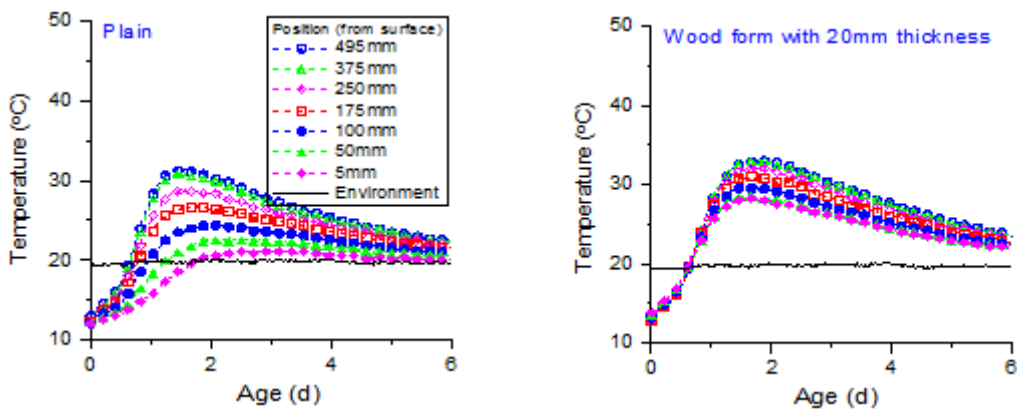 Plain
Position (from surface)
495mm
375mm
250mm
175mm
100mm
50mm
5mm
Environment
Temperature (ºC)
50
40
30
20
10
0
2
4
6
Age (d)
Wood form with 20mm thickness
Temperature (ºC)
50
40
30
20
10
0
2
4
6
Age (d)